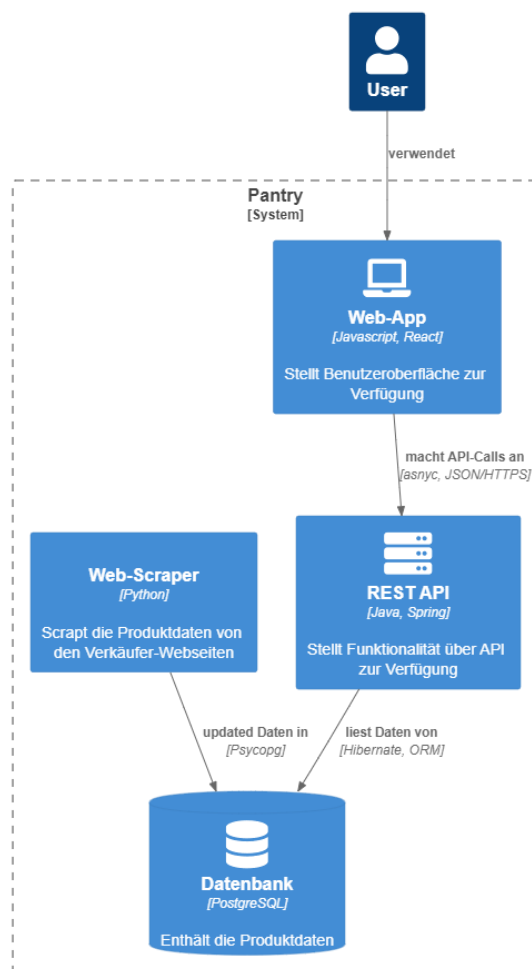 User
verwendet
Pantry
[System]
Web-App
[Javascript, React]
Stellt Benutzeroberfläche zur
Verfügung
macht API-Calls an
[asnyc, JSON/HTTPS]
Web-Scraper
[Python]
Scrapt die Produktdaten von
den Verkäufer-Webseiten
REST API
[Java, Spring]
Stellt Funktionalität über API
zur Verfügung
updated Daten in
[Psycopg]
liest Daten von
[Hibernate, ORM]
Datenbank
[PostgreSQL]
Enthält die Produktdaten